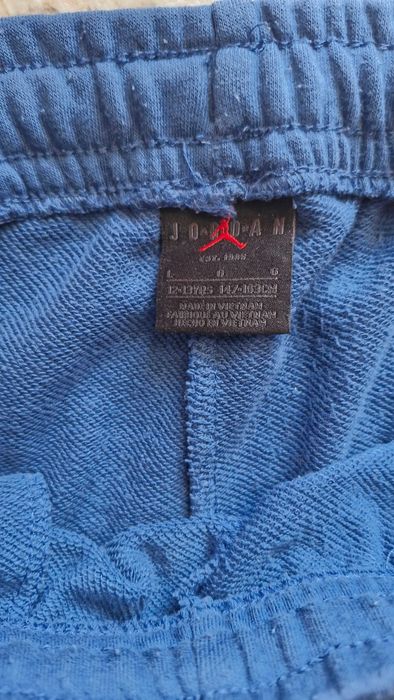 JORDAN
EST. 1985
L G G
12-13YRS 147-163CM
MADE IN VIETNAM
FABRIQUÉ AU VIETNAM
HECHO EN VIETNAM